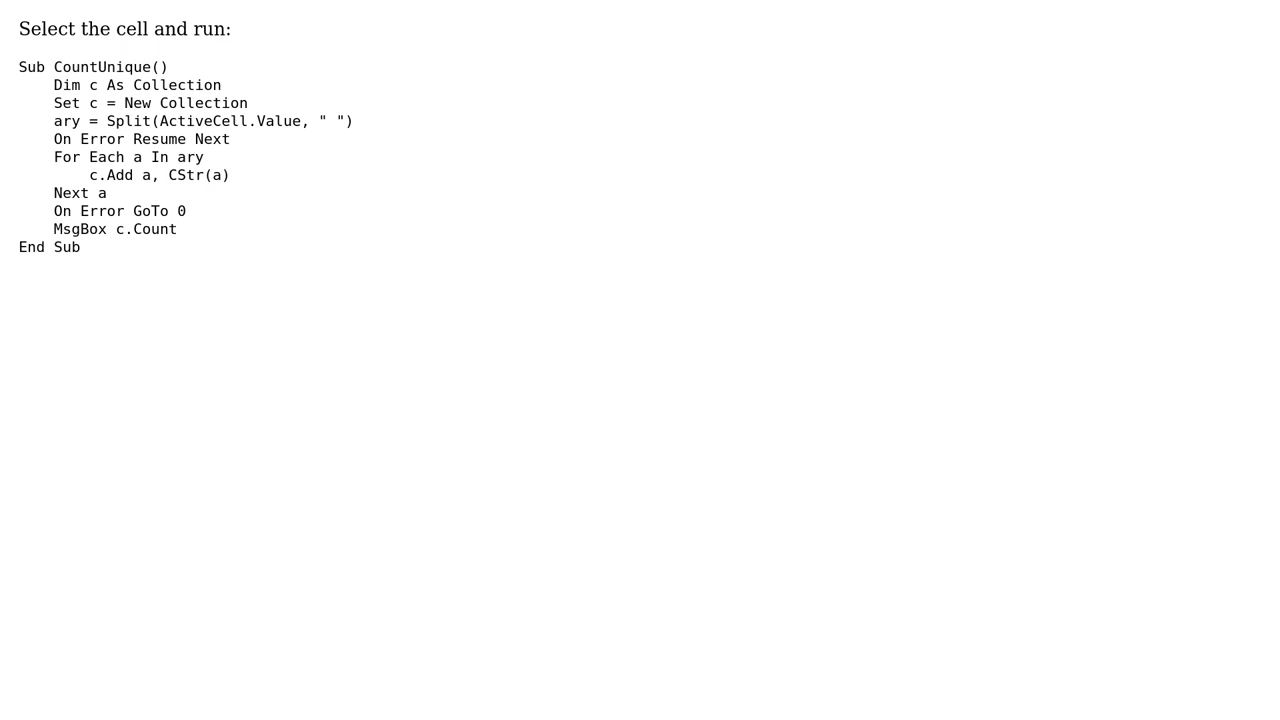 Select the cell and run:
Sub CountUnique()
    Dim c As Collection
    Set c = New Collection
    ary = Split(ActiveCell.Value, " ")
    On Error Resume Next
    For Each a In ary
        c.Add a, CStr(a)
    Next a
    On Error GoTo 0
    MsgBox c.Count
End Sub